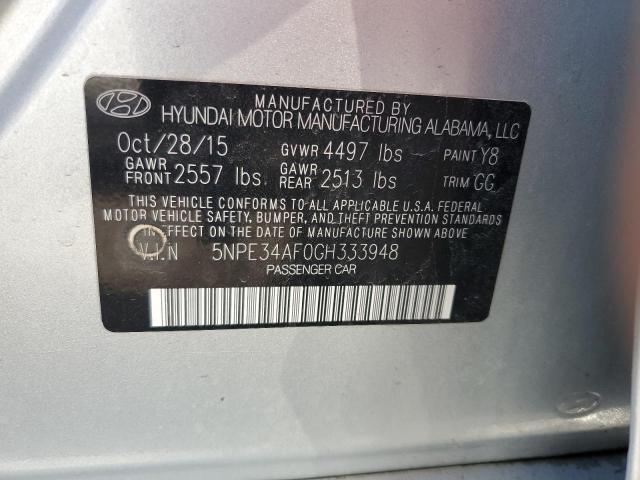 MANUFACTURED BY
HYUNDAI MOTOR MANUFACTURING ALABAMA, LLC
Oct/28/15 GVWR 4497 lbs PAINT Y8
GAWR FRONT 2557 lbs GAWR REAR 2513 lbs TRIM GG
THIS VEHICLE CONFORMS TO ALL APPLICABLE U.S.A. FEDERAL
MOTOR VEHICLE SAFETY, BUMPER, AND THEFT PREVENTION STANDARDS
IN EFFECT ON THE DATE OF MANUFACTURE SHOWN ABOVE.
V.I.N 5NPE34AF0GH333948
PASSENGER CAR